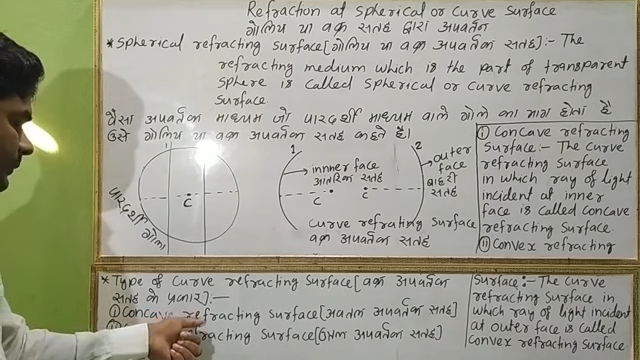 Refraction at Spherical or Curve Surface
गोलिय या वक्र सतह द्वारा अपवर्तन
* Spherical refracting Surface [गोलिय या वक्र अपवर्तक सतह] :- The
refracting medium which is the part of transparent
Sphere is called Spherical or curve refracting
Surface
वैसा अपवर्तक माध्यम जो पारदर्शी माध्यम वाले गोले का भाग होता है
उसे गोलिय या वक्र अपवर्तक सतह कहते हैं।
पारदर्शी गोला
C
1
innner face
आंतरिक सतह
C
C
2
outer
face
बाहरी
सतह
Curve refrating Surface
वक्र अपवर्तक सतह
(i) Concave refracting
Surface :- The curve
refracting Surface
in which ray of light
incident at inner
face is called concave
refracting Surface
(ii) Convex refracting
* Type of Curve refracting Surface [वक्र अपवर्तक
सतह के प्रकार] :-
(i) Concave refracting Surface [अवतल अपवर्तक सतह]
refracting Surface [उत्तल अपवर्तक सतह]
Surface :- The curve
refracting Surface in
which ray of light incident
at outer face is called
Convex refracting Surface